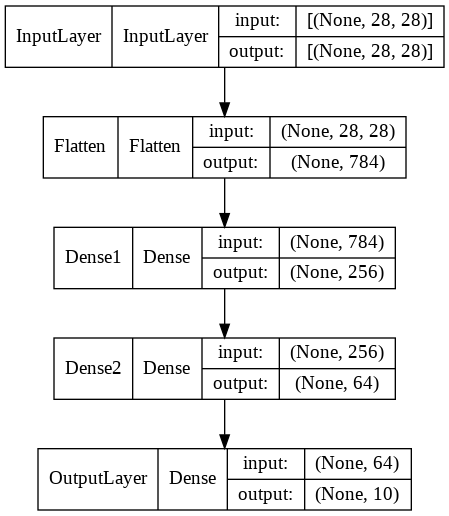 InputLayer InputLayer input: [(None, 28, 28)]
output: [(None, 28, 28)]
Flatten Flatten input: (None, 28, 28)
output: (None, 784)
Dense1 Dense input: (None, 784)
output: (None, 256)
Dense2 Dense input: (None, 256)
output: (None, 64)
OutputLayer Dense input: (None, 64)
output: (None, 10)